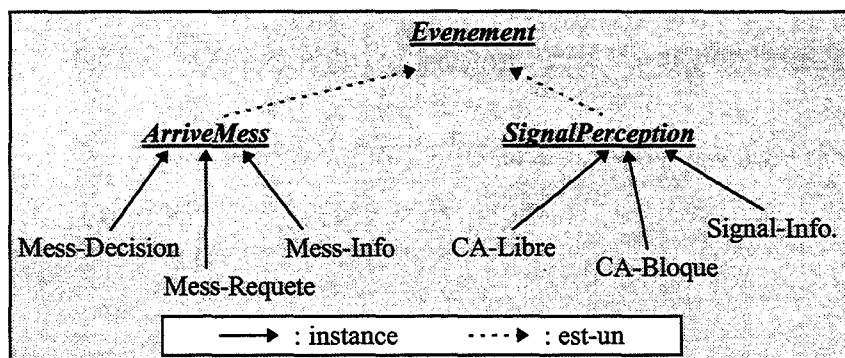 Evenement
ArriveMess SignalPerception
Mess-Decision Mess-Info CA-Libre Signal-Info.
Mess-Requete CA-Bloque
: instance : est-un